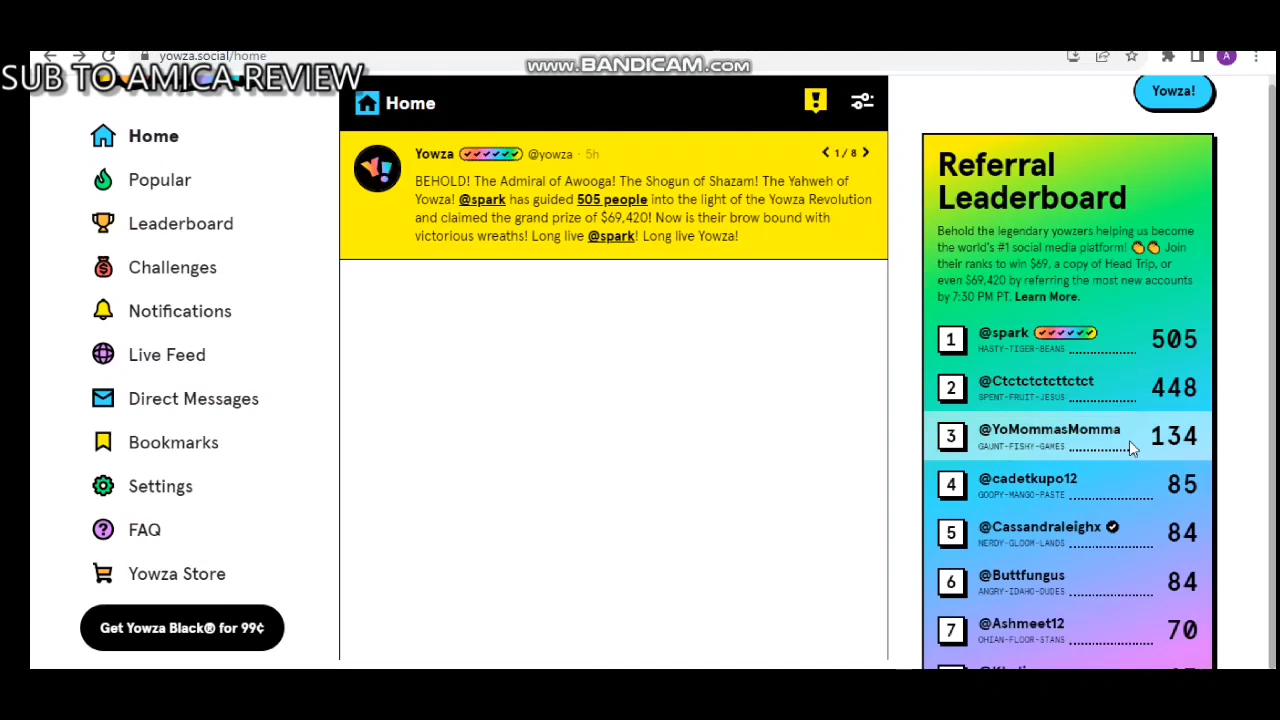 yowza.social/home
www.BANDICAM.com
SUB TO AMICA REVIEW
A
Home
Popular
Leaderboard
Challenges
Notifications
Live Feed
Direct Messages
Bookmarks
Settings
FAQ
Yowza Store
Get Yowza Black® for 99¢
Home
Yowza @yowza · 5h
1 / 8
BEHOLD! The Admiral of Awooga! The Shogun of Shazam! The Yahweh of
Yowza! @spark has guided 505 people into the light of the Yowza Revolution
and claimed the grand prize of $69,420! Now is their brow bound with
victorious wreaths! Long live @spark! Long live Yowza!
Yowza!
Referral
Leaderboard
Behold the legendary yowzers helping us become
the world's #1 social media platform! 👏👏 Join
their ranks to win $69, a copy of Head Trip, or
even $69,420 by referring the most new accounts
by 7:30 PM PT. Learn More.
1 @spark 505
HASTY-TIGER-BEANS
2 @Ctctctctcttctct 448
SPENT-FRUIT-JESUS
3 @YoMommasMomma 134
GAUNT-FISHY-GAMES
4 @cadetkupo12 85
GOOPY-MANGO-PASTE
5 @Cassandraleighx 84
NERDY-GLOOM-LANDS
6 @Buttfungus 84
ANGRY-IDAHO-DUDES
7 @Ashmeet12 70
OHIAN-FLOOR-STANS